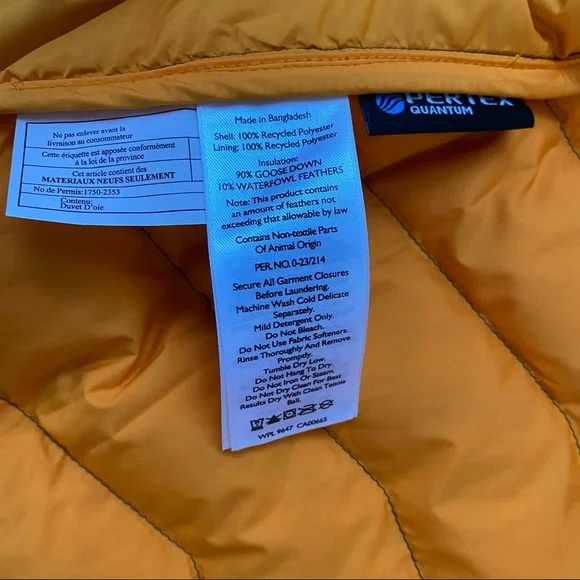 Ne pas enlever avant la
livraison au consommateur
Cette étiquette est apposée conformément
à la loi de la province
Cet article contient des
MATERIAUX NEUFS SEULEMENT
No de Permis:1750-2353
Contenu:
Duvet D'oie
Made in Bangladesh
Shell: 100% Recycled Polyester
Lining: 100% Recycled Polyester
Insulation:
90% GOOSE DOWN
10% WATERFOWL FEATHERS
Note: This product contains
an amount of feathers not
exceeding that allowable by law
Contains Non-textile Parts
Of Animal Origin
PER. NO. 0-23/214
Secure All Garment Closures
Before Laundering.
Machine Wash Cold Delicate
Separately.
Mild Detergent Only.
Do Not Bleach.
Do Not Use Fabric Softeners.
Rinse Thoroughly And Remove
Promptly.
Tumble Dry Low.
Do Not Hang To Dry.
Do Not Iron Or Steam.
Do Not Dry Clean For Best
Results Dry With Clean Tennis
Ball.
WPL 9647 CA00665
PERTEX
QUANTUM